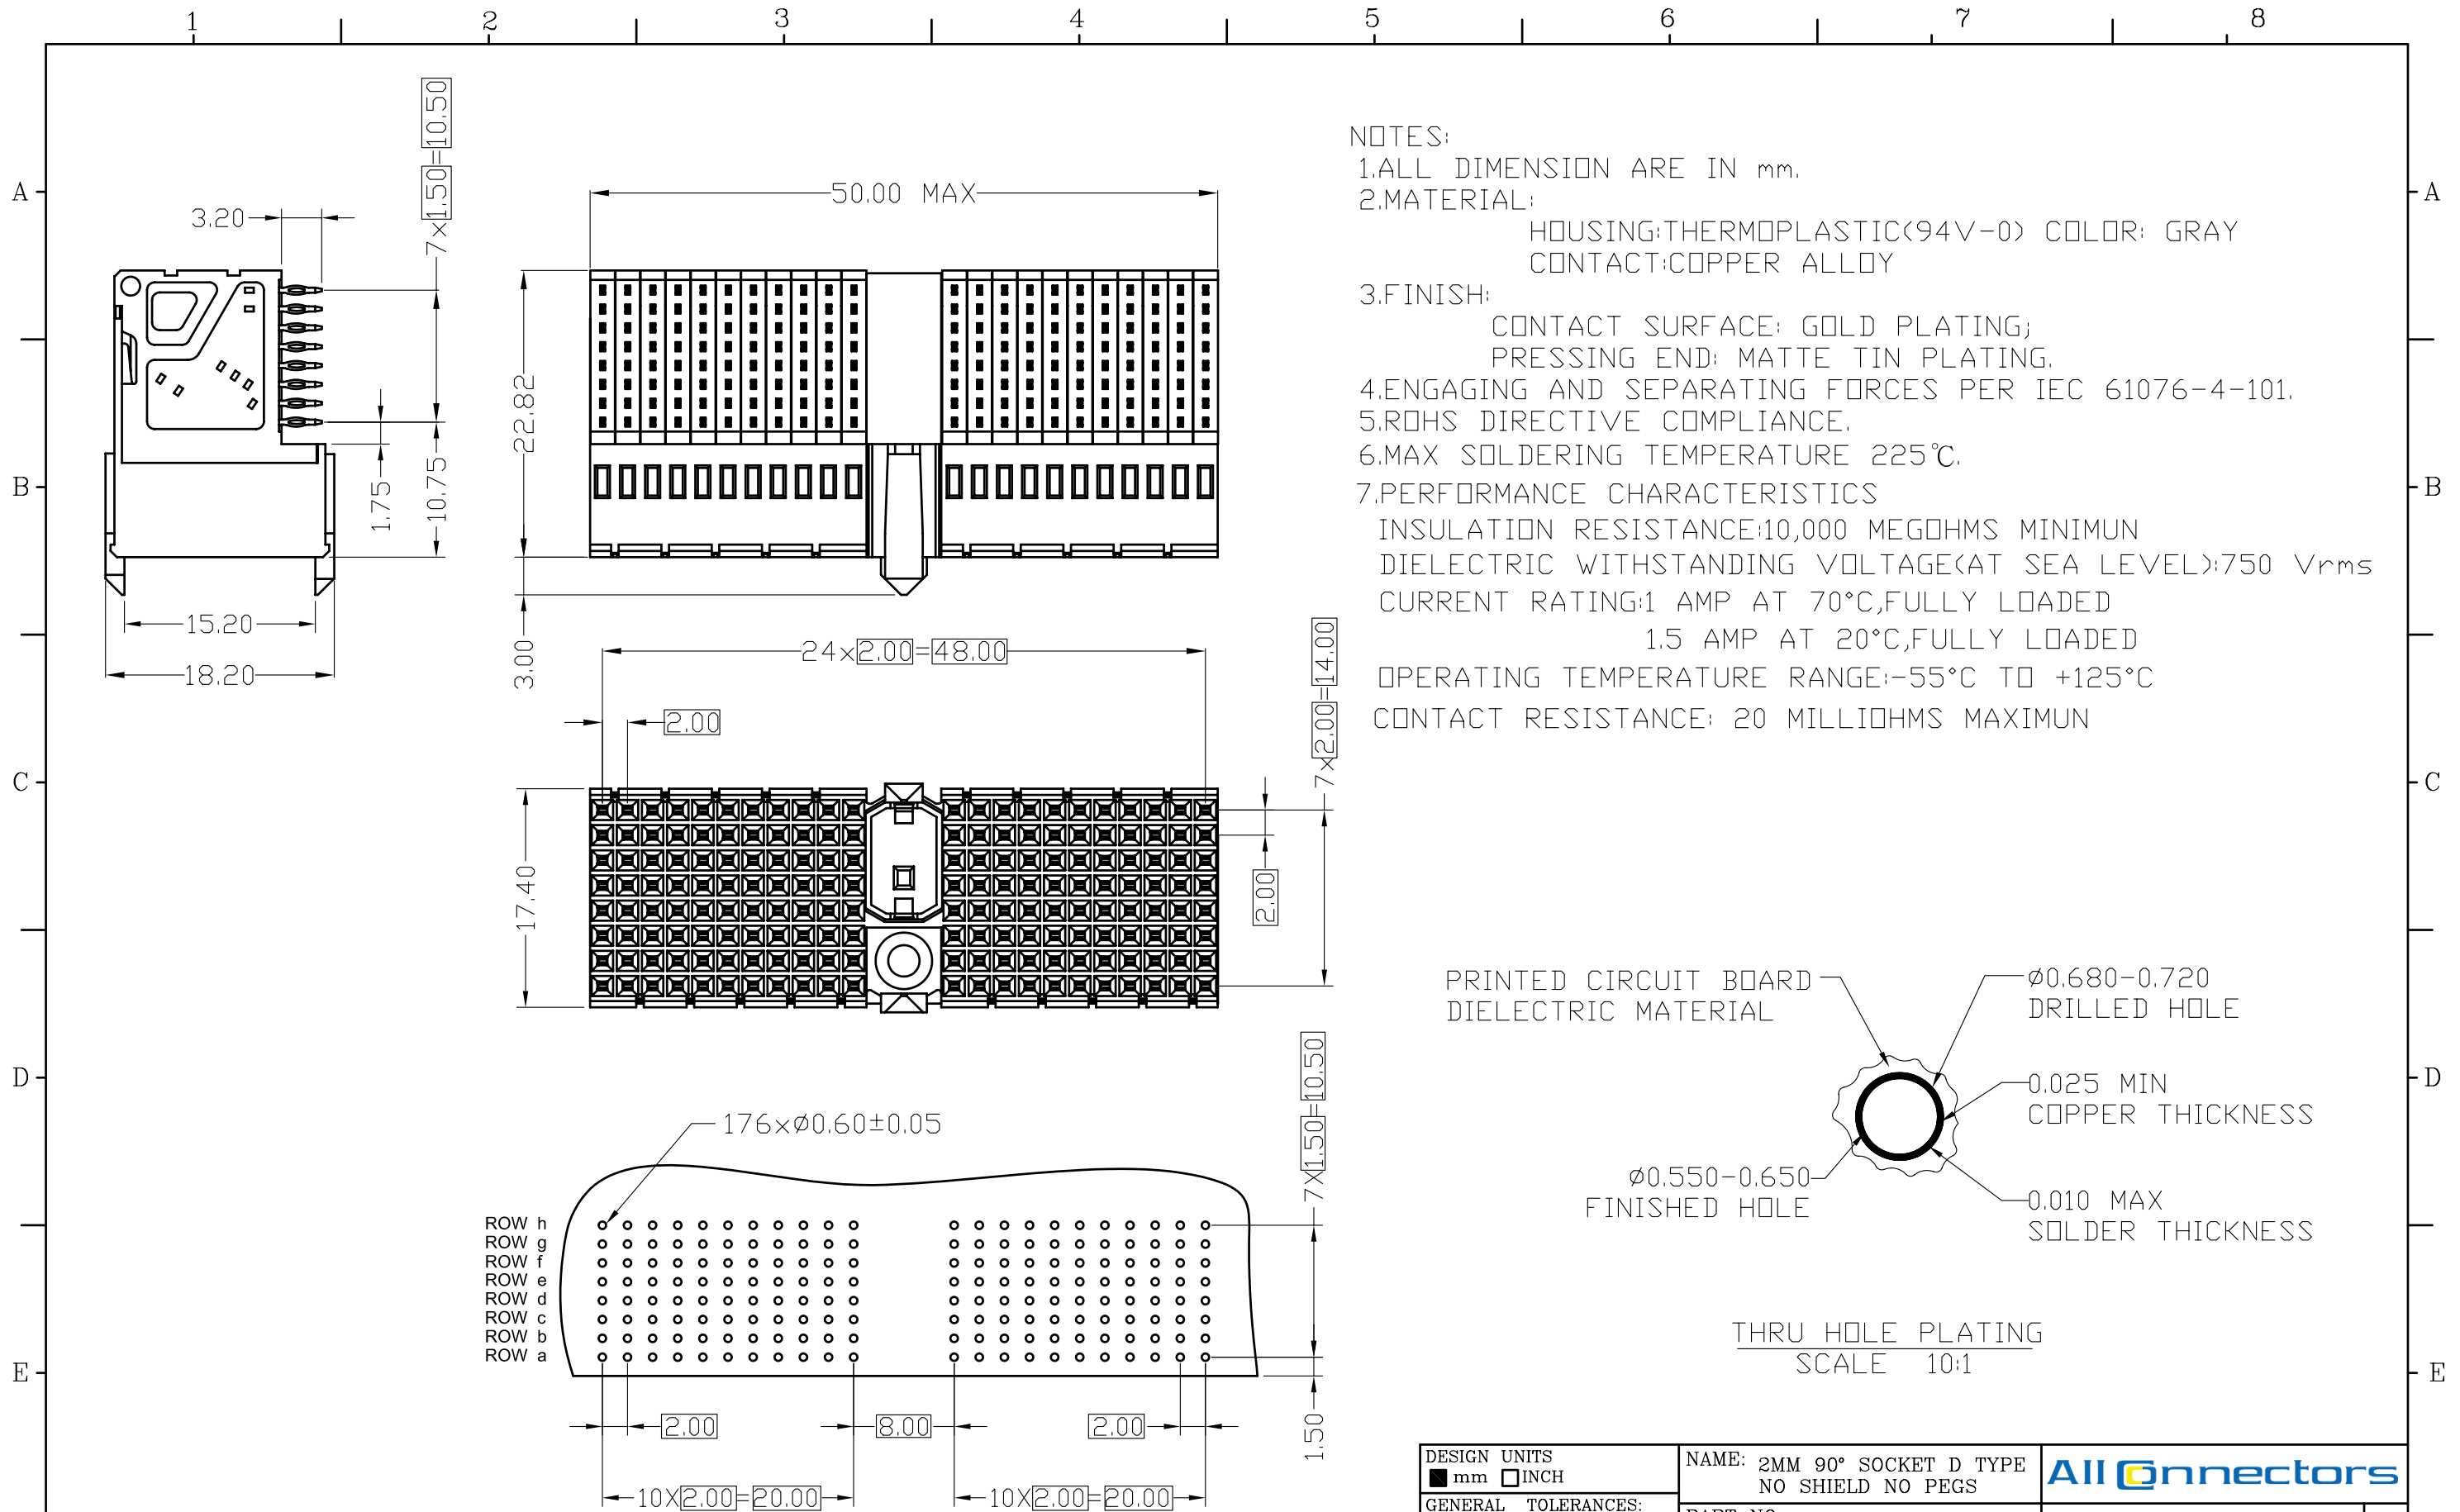 1 2 3 4 5 6 7 8
A
B
C
D
E
A
B
C
D
E
3.20
7x1.50=10.50
1.75
10.75
15.20
18.20
50.00 MAX
22.82
3.00
24x2.00=48.00
2.00
7x2.00=14.00
2.00
17.40
176xØ0.60±0.05
7X1.50=10.50
ROW h
ROW g
ROW f
ROW e
ROW d
ROW c
ROW b
ROW a
2.00
8.00
2.00
1.50
10X2.00=20.00
10X2.00=20.00
NOTES:
1.ALL DIMENSION ARE IN mm.
2.MATERIAL:
HOUSING:THERMOPLASTIC(94V-0) COLOR: GRAY
CONTACT:COPPER ALLOY
3.FINISH:
CONTACT SURFACE: GOLD PLATING;
PRESSING END: MATTE TIN PLATING.
4.ENGAGING AND SEPARATING FORCES PER IEC 61076-4-101.
5.ROHS DIRECTIVE COMPLIANCE.
6.MAX SOLDERING TEMPERATURE 225℃.
7.PERFORMANCE CHARACTERISTICS
INSULATION RESISTANCE:10,000 MEGOHMS MINIMUN
DIELECTRIC WITHSTANDING VOLTAGE(AT SEA LEVEL):750 Vrms
CURRENT RATING:1 AMP AT 70°C,FULLY LOADED
1.5 AMP AT 20°C,FULLY LOADED
OPERATING TEMPERATURE RANGE:-55°C TO +125°C
CONTACT RESISTANCE: 20 MILLIOHMS MAXIMUN
PRINTED CIRCUIT BOARD
DIELECTRIC MATERIAL
Ø0.680-0.720
DRILLED HOLE
0.025 MIN
COPPER THICKNESS
Ø0.550-0.650
FINISHED HOLE
0.010 MAX
SOLDER THICKNESS
THRU HOLE PLATING
SCALE 10:1
DESIGN UNITS
mm INCH
GENERAL TOLERANCES:
NAME: 2MM 90° SOCKET D TYPE
NO SHIELD NO PEGS
All Connectors